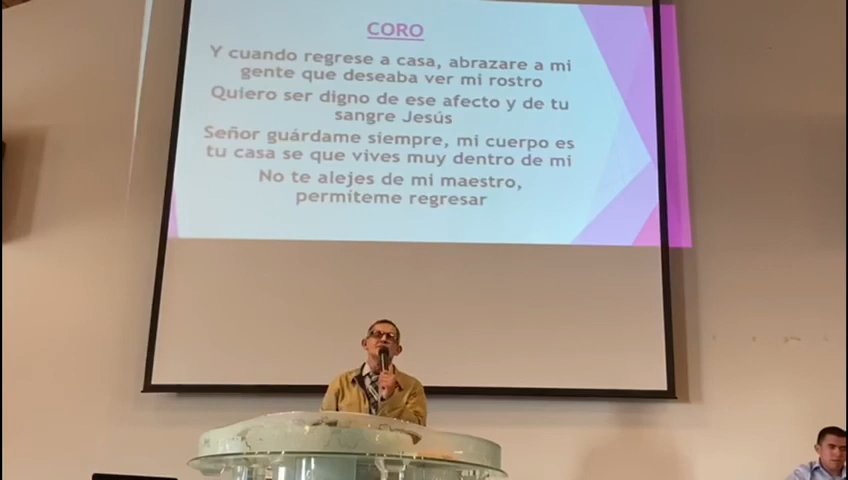 CORO
Y cuando regrese a casa, abrazare a mi
gente que deseaba ver mi rostro
Quiero ser digno de ese afecto y de tu
sangre Jesús
Señor guárdame siempre, mi cuerpo es
tu casa se que vives muy dentro de mi
No te alejes de mi maestro,
permíteme regresar